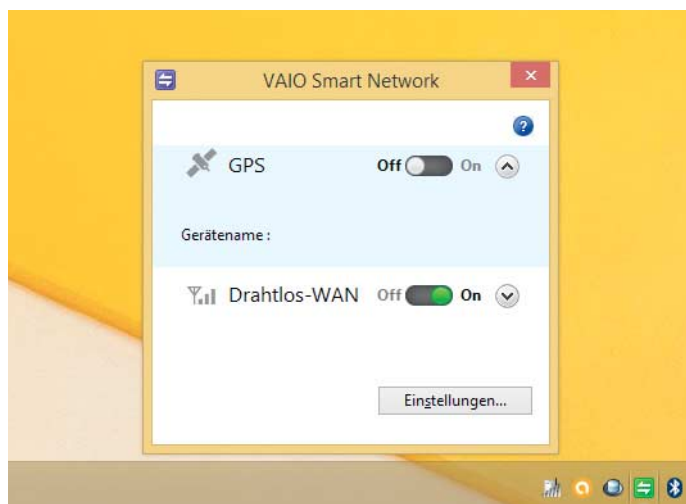 VAIO Smart Network
GPS Off On
Gerätename :
Drahtlos-WAN Off On
Einstellungen...